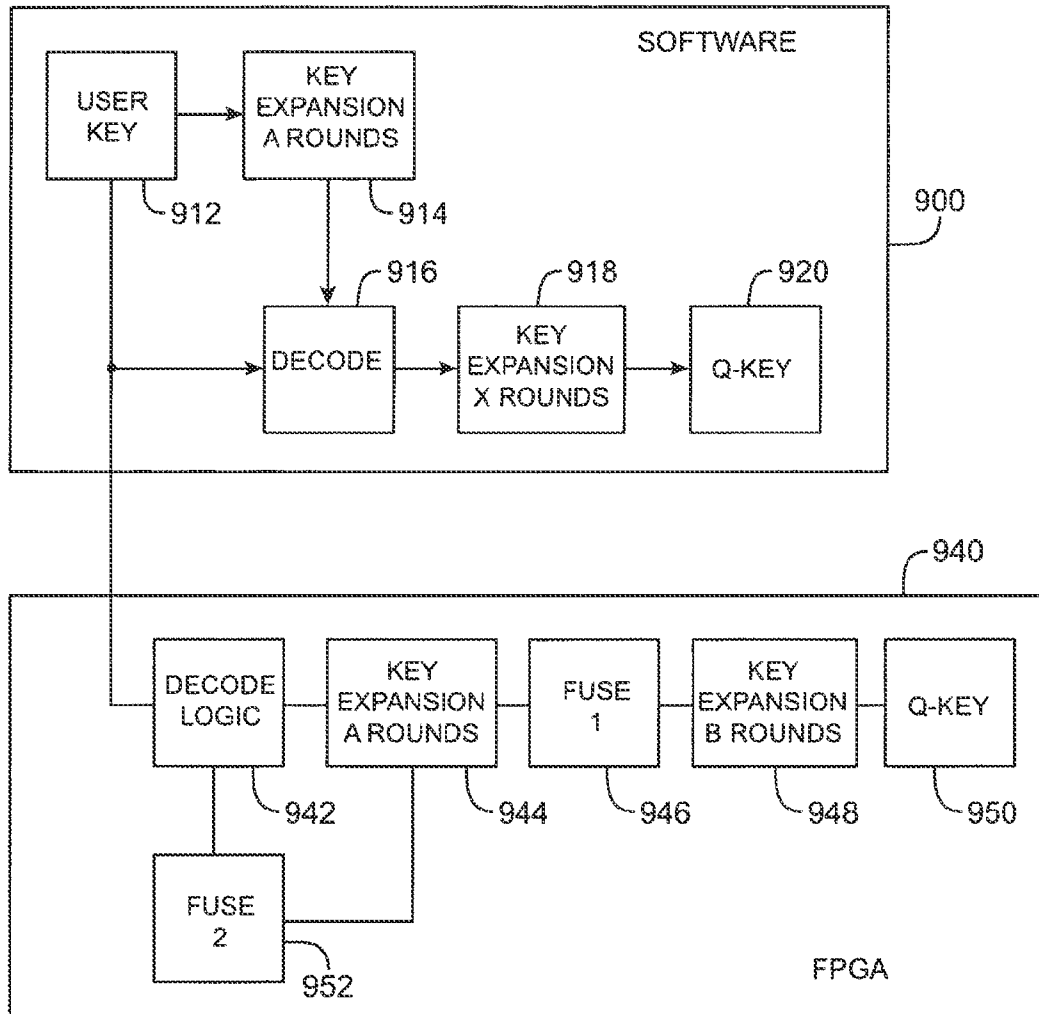 SOFTWARE
USER
KEY
KEY
EXPANSION
A ROUNDS
912
914
900
916
918
920
DECODE
KEY
EXPANSION
X ROUNDS
Q-KEY
940
DECODE
LOGIC
KEY
EXPANSION
A ROUNDS
FUSE
1
KEY
EXPANSION
B ROUNDS
Q-KEY
942
944
946
948
950
FUSE
2
952
FPGA